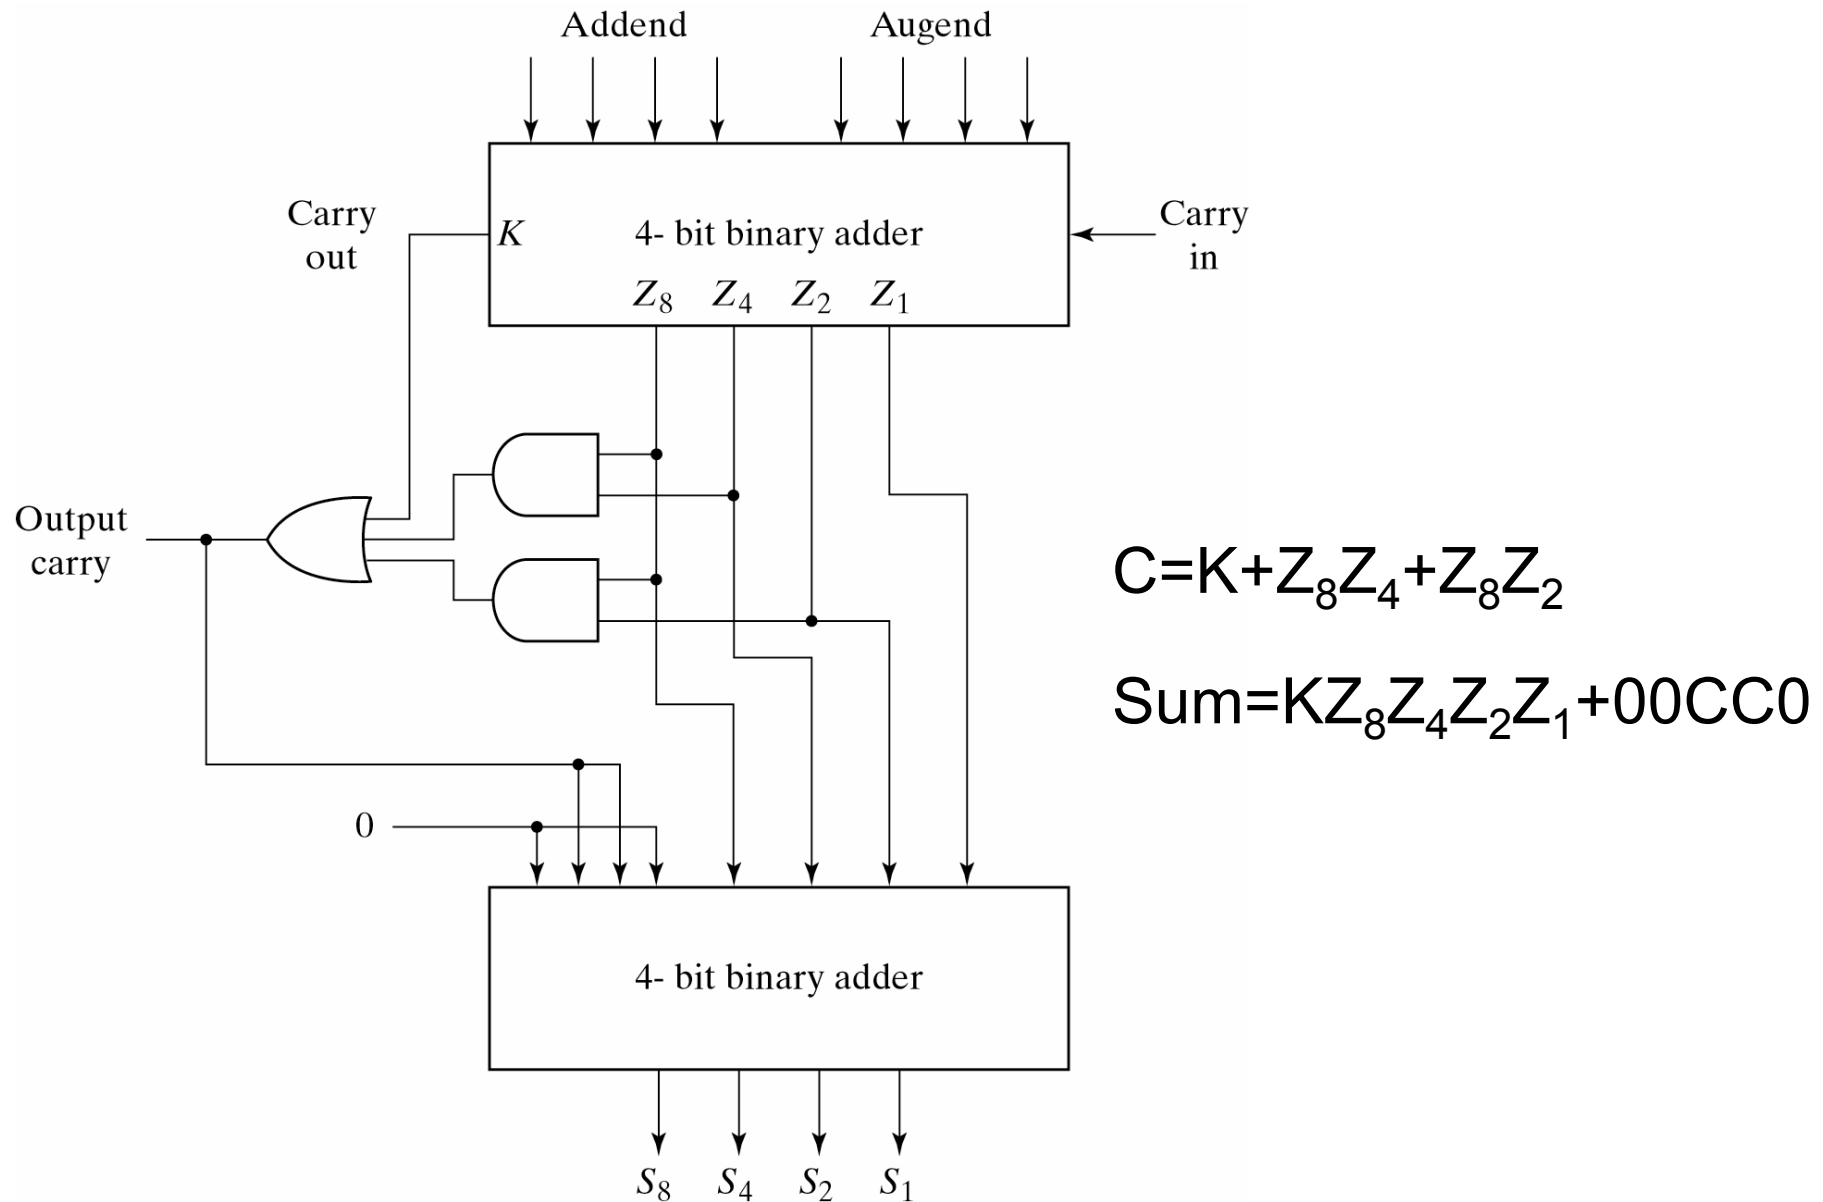 Addend Augend
Carry
out
K 4- bit binary adder
Carry
in
Z₈ Z₄ Z₂ Z₁
Output
carry
C=K+Z₈Z₄+Z₈Z₂
Sum=KZ₈Z₄Z₂Z₁+00CC0
0
4- bit binary adder
S₈ S₄ S₂ S₁